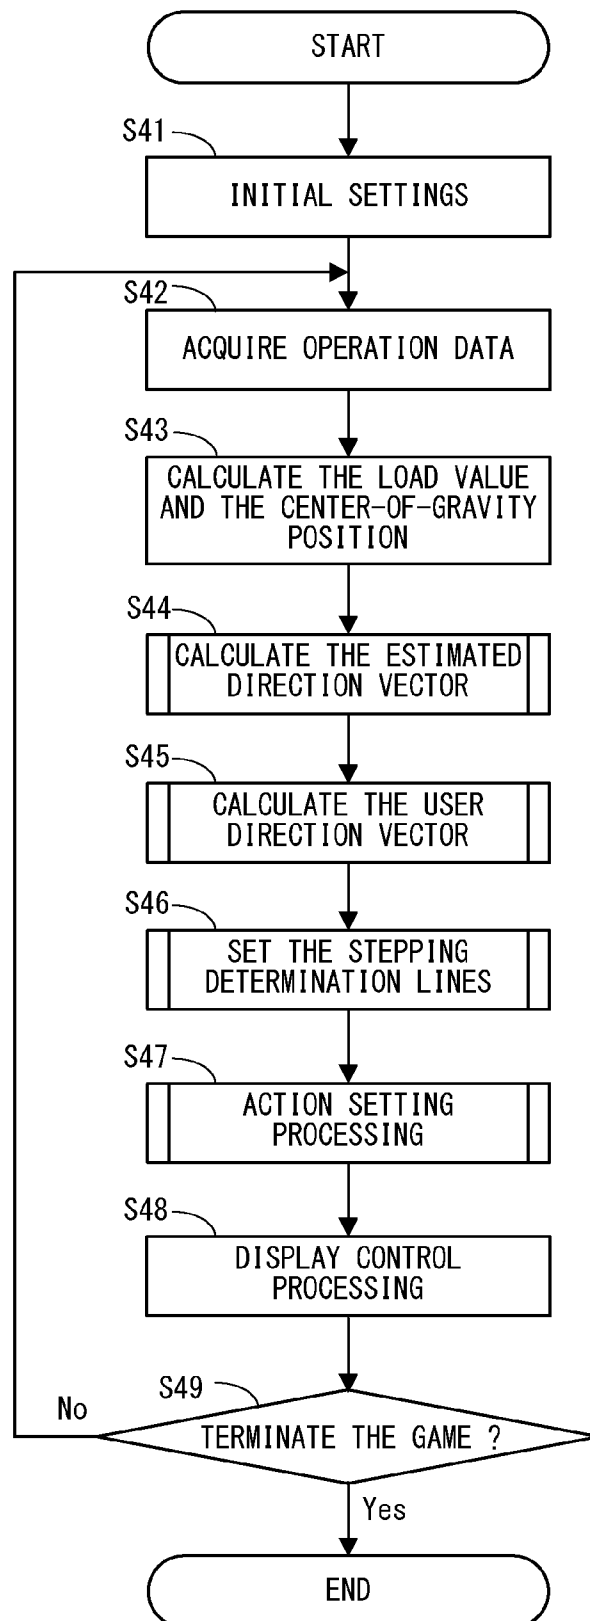 START
S41
INITIAL SETTINGS
S42
ACQUIRE OPERATION DATA
S43
CALCULATE THE LOAD VALUE
AND THE CENTER-OF-GRAVITY
POSITION
S44
CALCULATE THE ESTIMATED
DIRECTION VECTOR
S45
CALCULATE THE USER
DIRECTION VECTOR
S46
SET THE STEPPING
DETERMINATION LINES
S47
ACTION SETTING
PROCESSING
S48
DISPLAY CONTROL
PROCESSING
S49
No
TERMINATE THE GAME ?
Yes
END